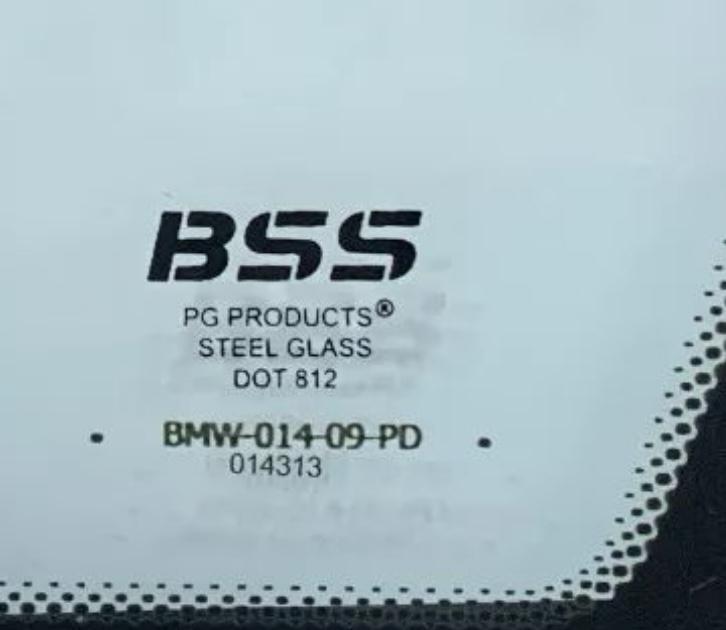 BSS
PG PRODUCTS®
STEEL GLASS
DOT 812
BMW-014-09-PD
014313